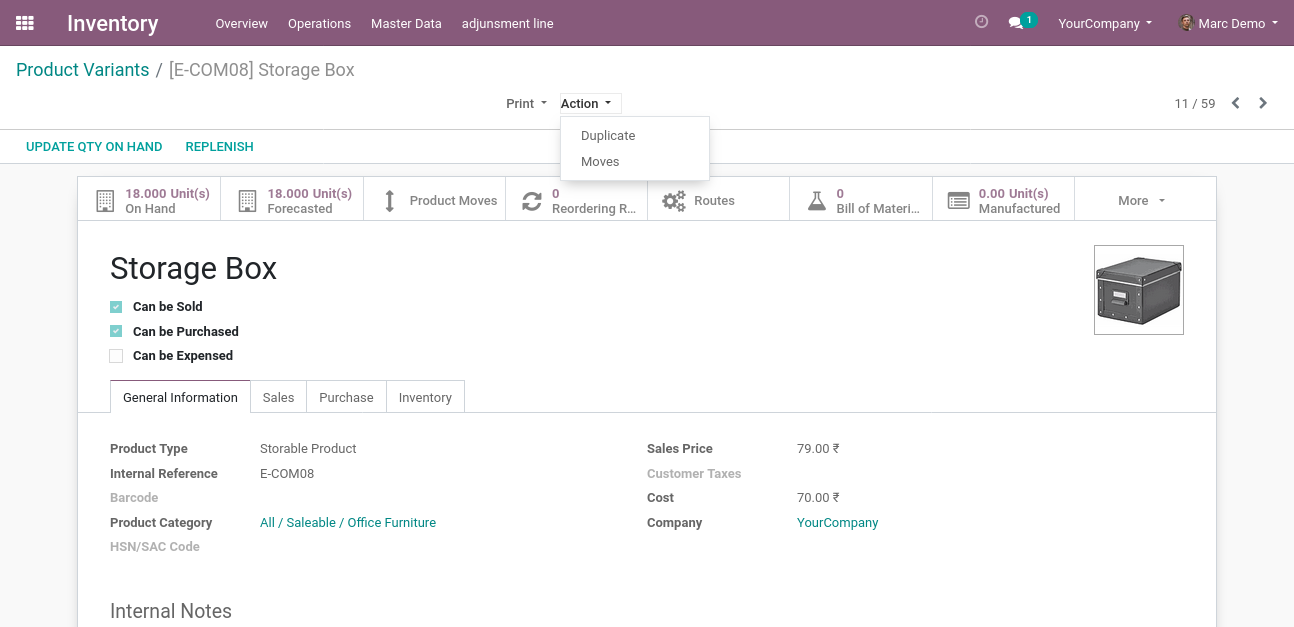 Inventory Overview Operations Master Data adjunsment line 1 YourCompany Marc Demo
Product Variants / [E-COM08] Storage Box
Print Action 11 / 59
Duplicate
Moves
UPDATE QTY ON HAND REPLENISH
18.000 Unit(s) On Hand
18.000 Unit(s) Forecasted
Product Moves
0 Reordering R...
Routes
0 Bill of Materi...
0.00 Unit(s) Manufactured
More
Storage Box
Can be Sold
Can be Purchased
Can be Expensed
General Information Sales Purchase Inventory
Product Type Storable Product
Internal Reference E-COM08
Barcode
Product Category All / Saleable / Office Furniture
HSN/SAC Code
Sales Price 79.00 ₹
Customer Taxes
Cost 70.00 ₹
Company YourCompany
Internal Notes